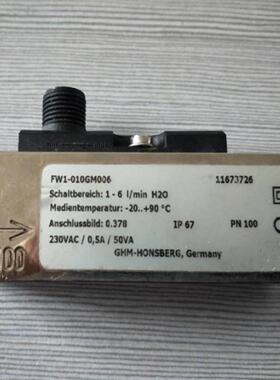 FW1-010GM006 11673726
Schaltbereich: 1 - 6 l/min H2O
Medientemperatur: -20..+90 °C
Anschlussbild: 0.378 IP 67 PN 100
230VAC / 0,5A / 50VA
GHM-HONSBERG, Germany